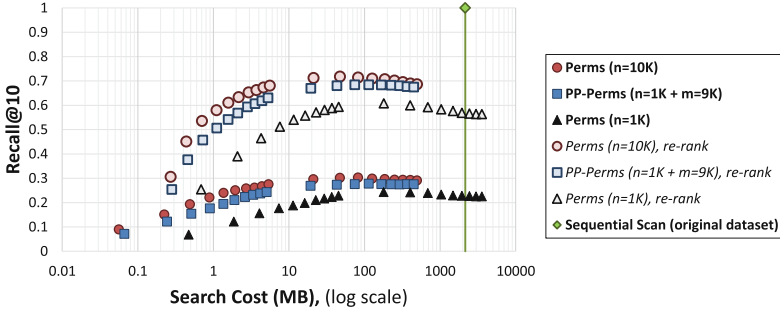 1
0.9
0.8
0.7
0.6
0.5
0.4
0.3
0.2
0.1
0
Recall@10
0.01
0.1
1
10
100
1000
10000
Search Cost (MB), (log scale)
Perms (n=10K)
PP-Perms (n=1K + m=9K)
Perms (n=1K)
Perms (n=10K), re-rank
PP-Perms (n=1K + m=9K), re-rank
Perms (n=1K), re-rank
Sequential Scan (original dataset)